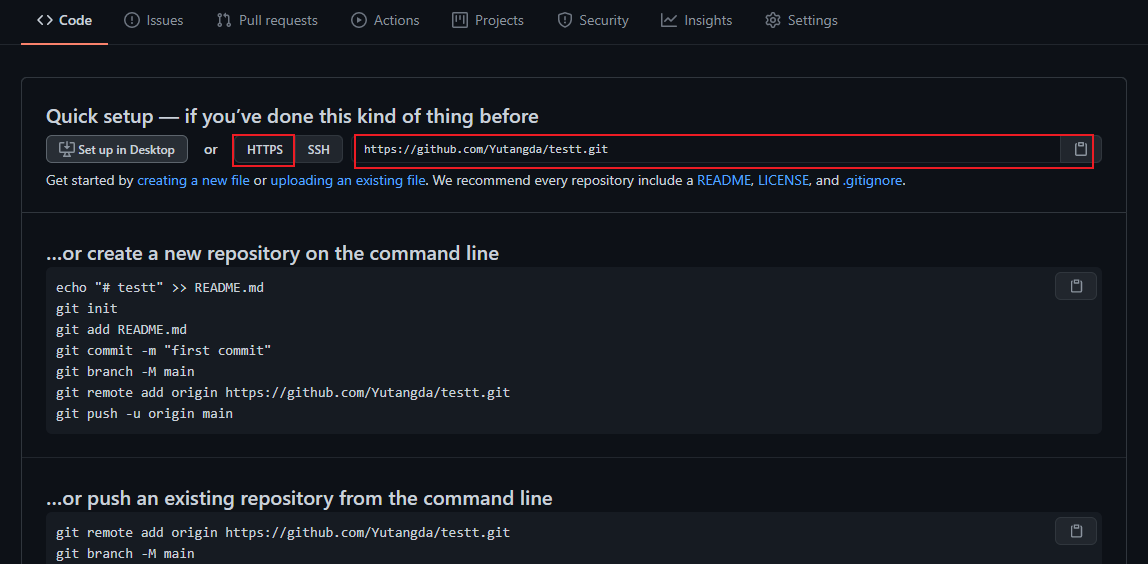 Code Issues Pull requests Actions Projects Security Insights Settings
Quick setup — if you’ve done this kind of thing before
Set up in Desktop or HTTPS SSH https://github.com/Yutangda/testt.git
Get started by creating a new file or uploading an existing file. We recommend every repository include a README, LICENSE, and .gitignore.
…or create a new repository on the command line
echo "# testt" >> README.md
git init
git add README.md
git commit -m "first commit"
git branch -M main
git remote add origin https://github.com/Yutangda/testt.git
git push -u origin main
…or push an existing repository from the command line
git remote add origin https://github.com/Yutangda/testt.git
git branch -M main